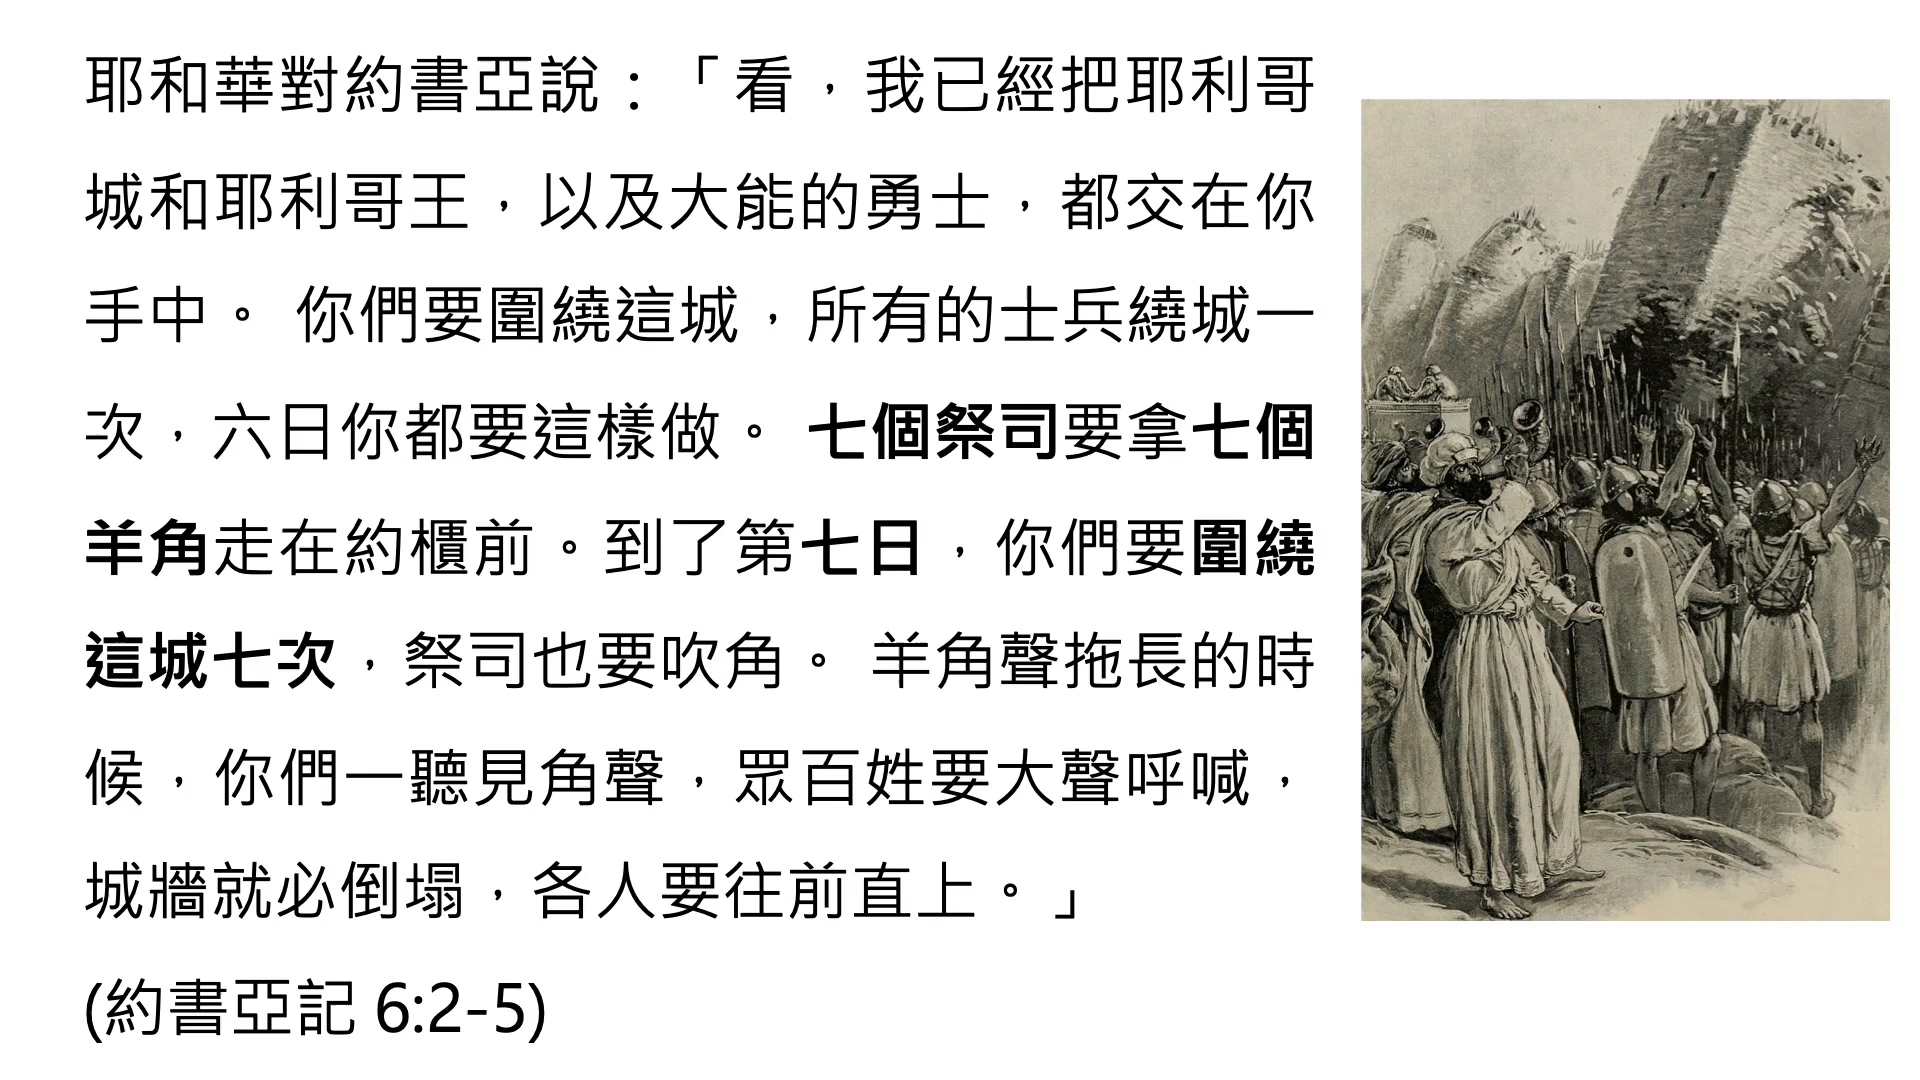 耶和華對約書亞說：「看，我已經把耶利哥
城和耶利哥王，以及大能的勇士，都交在你
手中。 你們要圍繞這城，所有的士兵繞城一
次，六日你都要這樣做。 七個祭司要拿七個
羊角走在約櫃前。到了第七日，你們要圍繞
這城七次，祭司也要吹角。 羊角聲拖長的時
候，你們一聽見角聲，眾百姓要大聲呼喊，
城牆就必倒塌，各人要往前直上。」
(約書亞記 6:2-5)